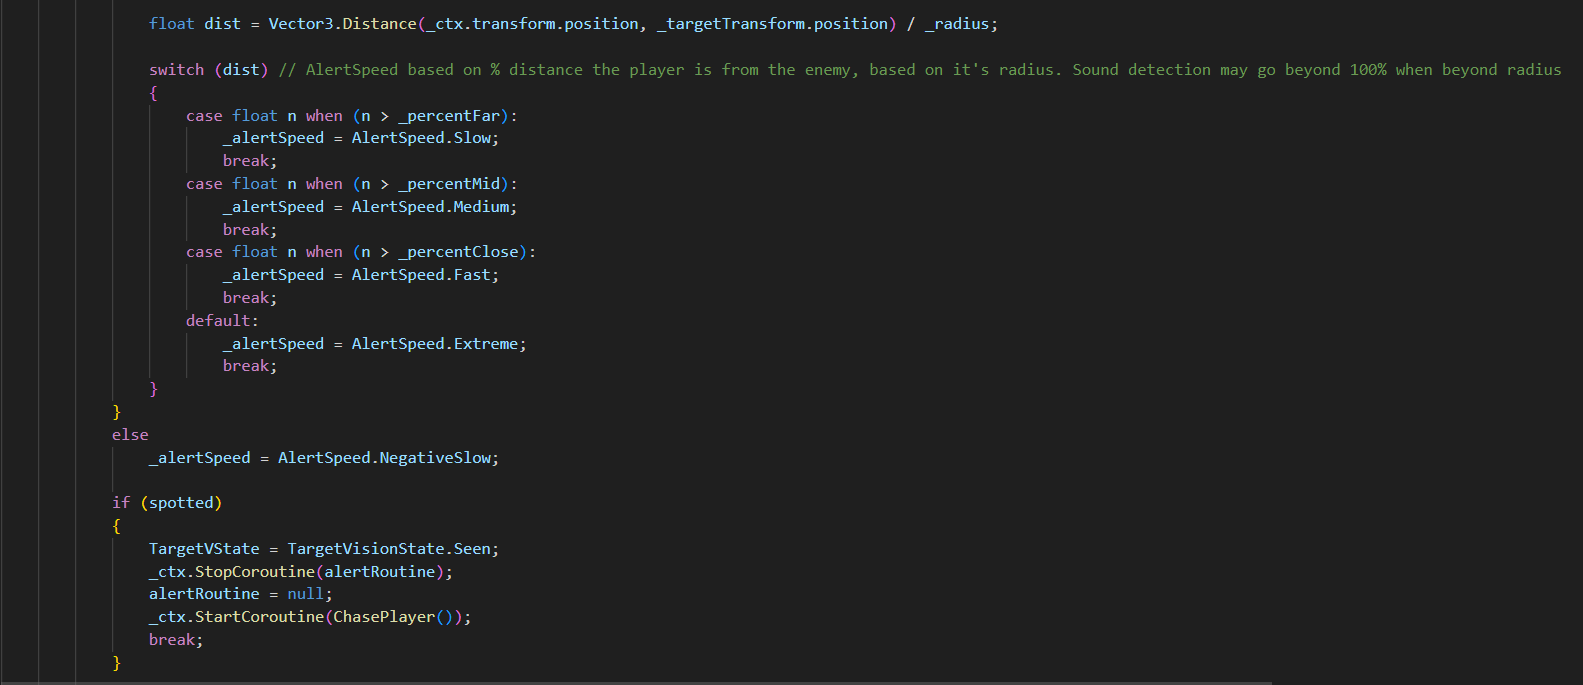 float dist = Vector3.Distance(_ctx.transform.position, _targetTransform.position) / _radius;
switch (dist) // AlertSpeed based on % distance the player is from the enemy, based on it's radius. Sound detection may go beyond 100% when beyond radius
{
case float n when (n > _percentFar):
_alertSpeed = AlertSpeed.Slow;
break;
case float n when (n > _percentMid):
_alertSpeed = AlertSpeed.Medium;
break;
case float n when (n > _percentClose):
_alertSpeed = AlertSpeed.Fast;
break;
default:
_alertSpeed = AlertSpeed.Extreme;
break;
}
}
else
_alertSpeed = AlertSpeed.NegativeSlow;
if (spotted)
{
TargetVState = TargetVisionState.Seen;
_ctx.StopCoroutine(alertRoutine);
alertRoutine = null;
_ctx.StartCoroutine(ChasePlayer());
break;
}